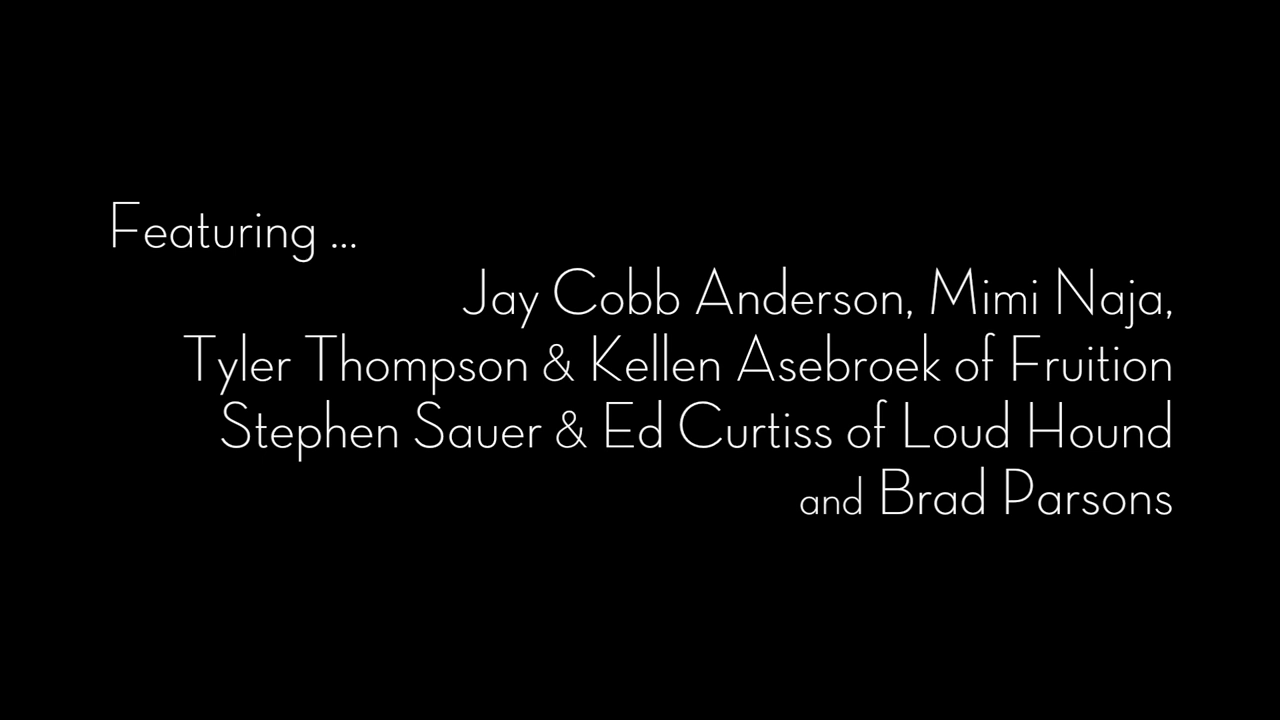 Featuring ...
Jay Cobb Anderson, Mimi Naja,
Tyler Thompson & Kellen Asebroek of Fruition
Stephen Sauer & Ed Curtiss of Loud Hound
and Brad Parsons